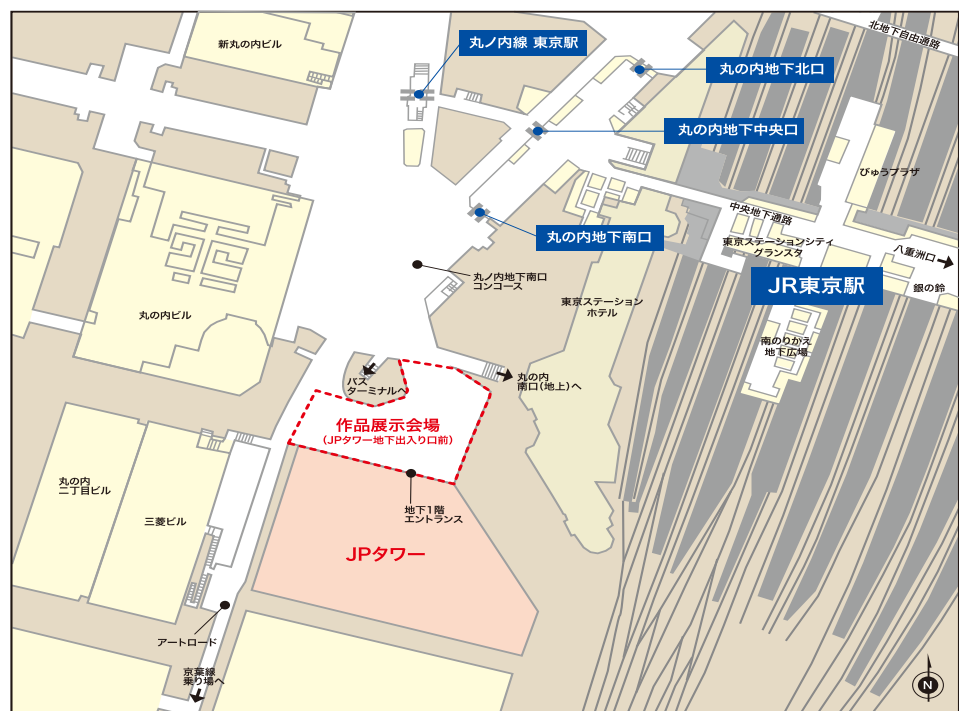 北地下自由通路
新丸の内ビル
丸ノ内線 東京駅
丸の内地下北口
丸の内地下中央口
びゅうプラザ
中央地下通路
丸の内地下南口
東京ステーションシティ
グランスタ
八重洲口
丸ノ内地下南口
コンコース
JR東京駅
銀の鈴
東京ステーション
ホテル
丸の内ビル
南のりかえ
地下広場
バス
ターミナルへ
丸の内
南口(地上)へ
作品展示会場
(JPタワー地下出入り口前)
丸の内
二丁目ビル
三菱ビル
地下1階
エントランス
JPタワー
アートロード
京葉線
乗り場へ
N